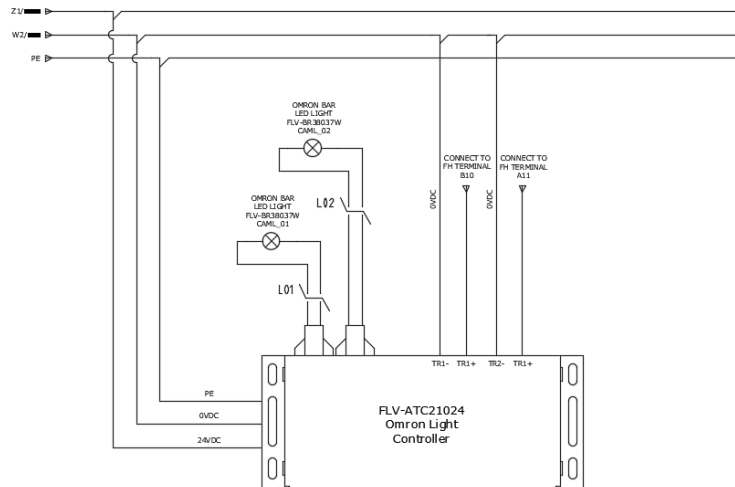 Z1/
W2/
PE
OMRON BAR
LED LIGHT
FLV-BR38037W
CAML_02
L02
OMRON BAR
LED LIGHT
FLV-BR38037W
CAML_01
L01
CONNECT TO
FH TERMINAL
B10
CONNECT TO
FH TERMINAL
A11
0VDC
0VDC
TR1-
TR1+
TR2-
TR1+
PE
0VDC
24VDC
FLV-ATC21024
Omron Light
Controller